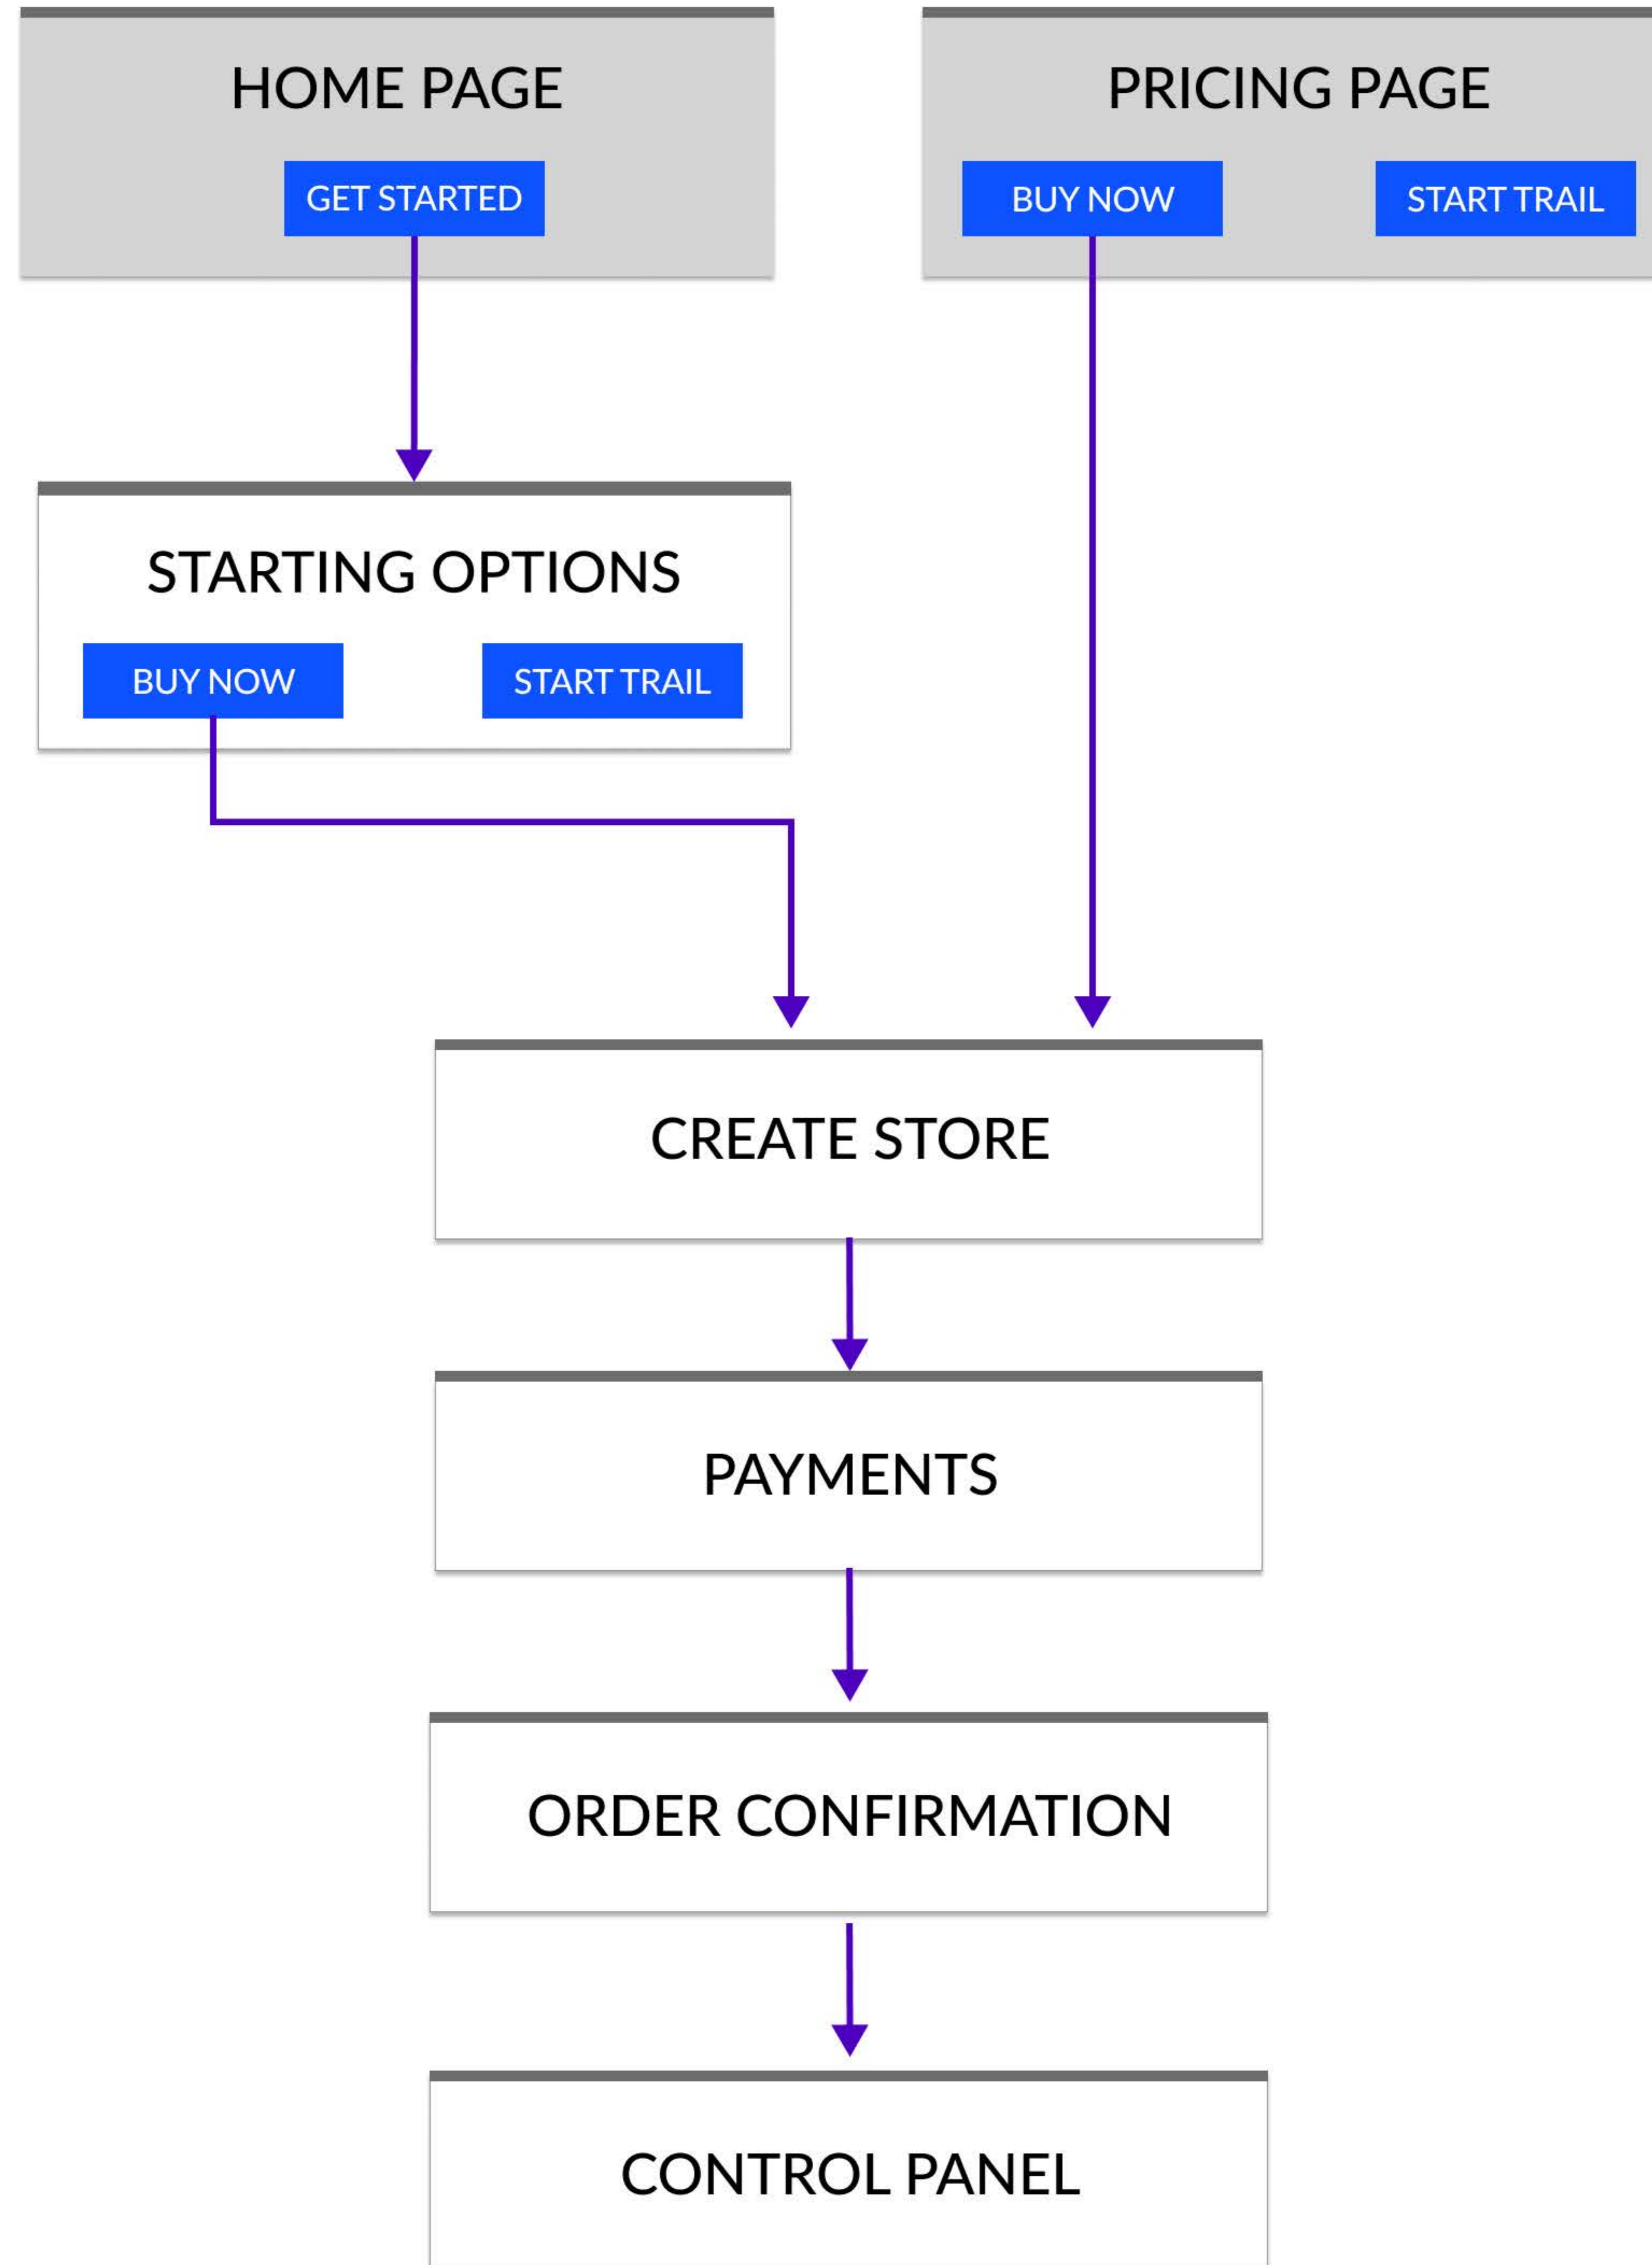 HOME PAGE
GET STARTED
PRICING PAGE
BUY NOW
START TRAIL
STARTING OPTIONS
BUY NOW
START TRAIL
CREATE STORE
PAYMENTS
ORDER CONFIRMATION
CONTROL PANEL